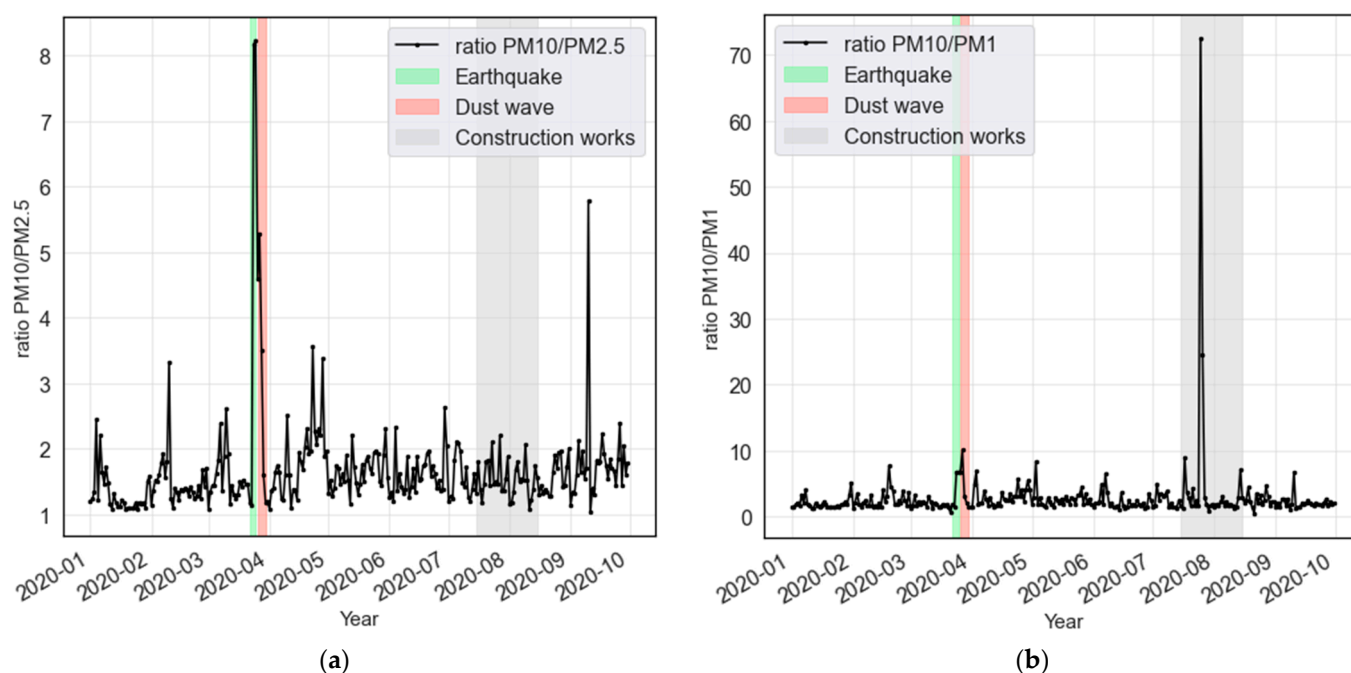 ratio PM10/PM2.5
Earthquake
Dust wave
Construction works
8
7
6
5
4
3
2
1
ratio PM10/PM2.5
2020-01
2020-02
2020-03
2020-04
2020-05
2020-06
2020-07
2020-08
2020-09
2020-10
Year
(a)
ratio PM10/PM1
Earthquake
Dust wave
Construction works
70
60
50
40
30
20
10
0
ratio PM10/PM1
2020-01
2020-02
2020-03
2020-04
2020-05
2020-06
2020-07
2020-08
2020-09
2020-10
Year
(b)